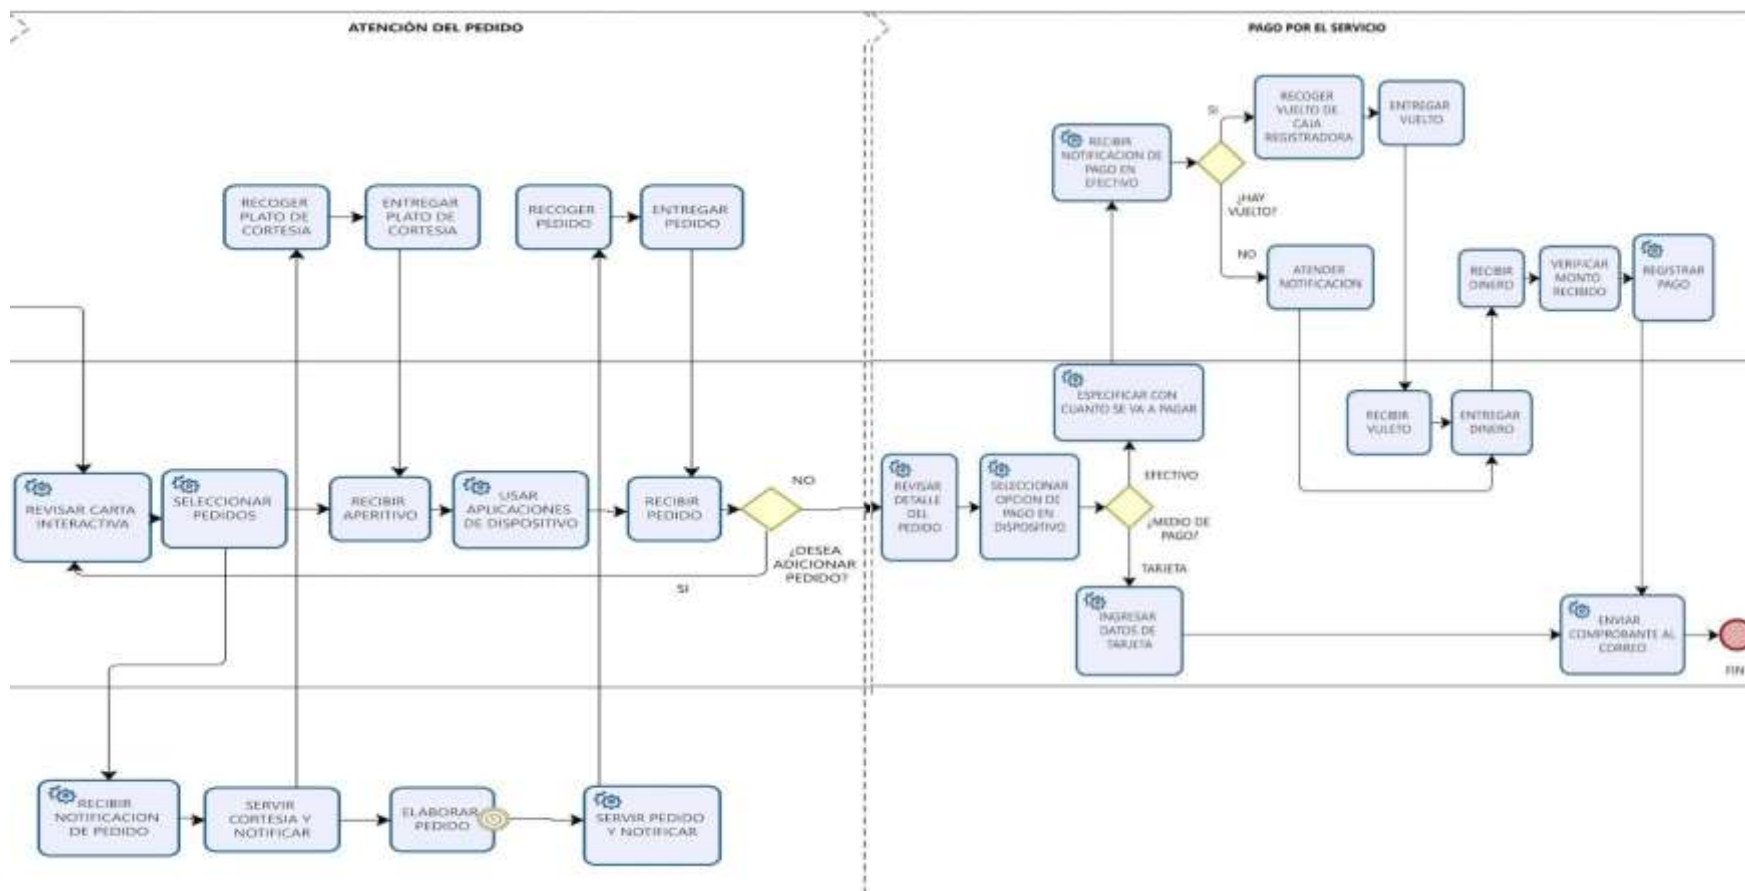 ATENCIÓN DEL PEDIDO
PAGO POR EL SERVICIO
RECOGER
PLATO DE
CORTESIA
ENTREGAR
PLATO DE
CORTESIA
RECOGER
PEDIDO
ENTREGAR
PEDIDO
REVISAR CARTA
INTERACTIVA
SELECCIONAR
PEDIDOS
RECIBIR
APERITIVO
USAR
APLICACIONES
DE DISPOSITIVO
RECIBIR
PEDIDO
NO
¿DESEA
ADICIONAR
PEDIDO?
SI
RECIBIR
NOTIFICACION
DE PEDIDO
SERVIR
CORTESIA Y
NOTIFICAR
ELABORAR
PEDIDO
SERVIR PEDIDO
Y NOTIFICAR
RECIBIR
NOTIFICACION DE
PAGO EN
EFECTIVO
SI
¿HAY
VUELTO?
NO
RECOGER
VUELTO DE
CAJA
REGISTRADORA
ENTREGAR
VUELTO
ATENDER
NOTIFICACION
RECIBIR
DINERO
VERIFICAR
MONTO
RECIBIDO
REGISTRAR
PAGO
ESPECIFICAR CON
CUANTO SE VA A PAGAR
RECIBIR
VULETO
ENTREGAR
DINERO
REVISAR
DETALLE
DEL
PEDIDO
SELECCIONAR
OPCION DE
PAGO EN
DISPOSITIVO
EFECTIVO
¿MEDIO DE
PAGO?
TARJETA
INGRESAR
DATOS DE
TARJETA
ENVIAR
COMPROBANTE AL
CORREO
FIN